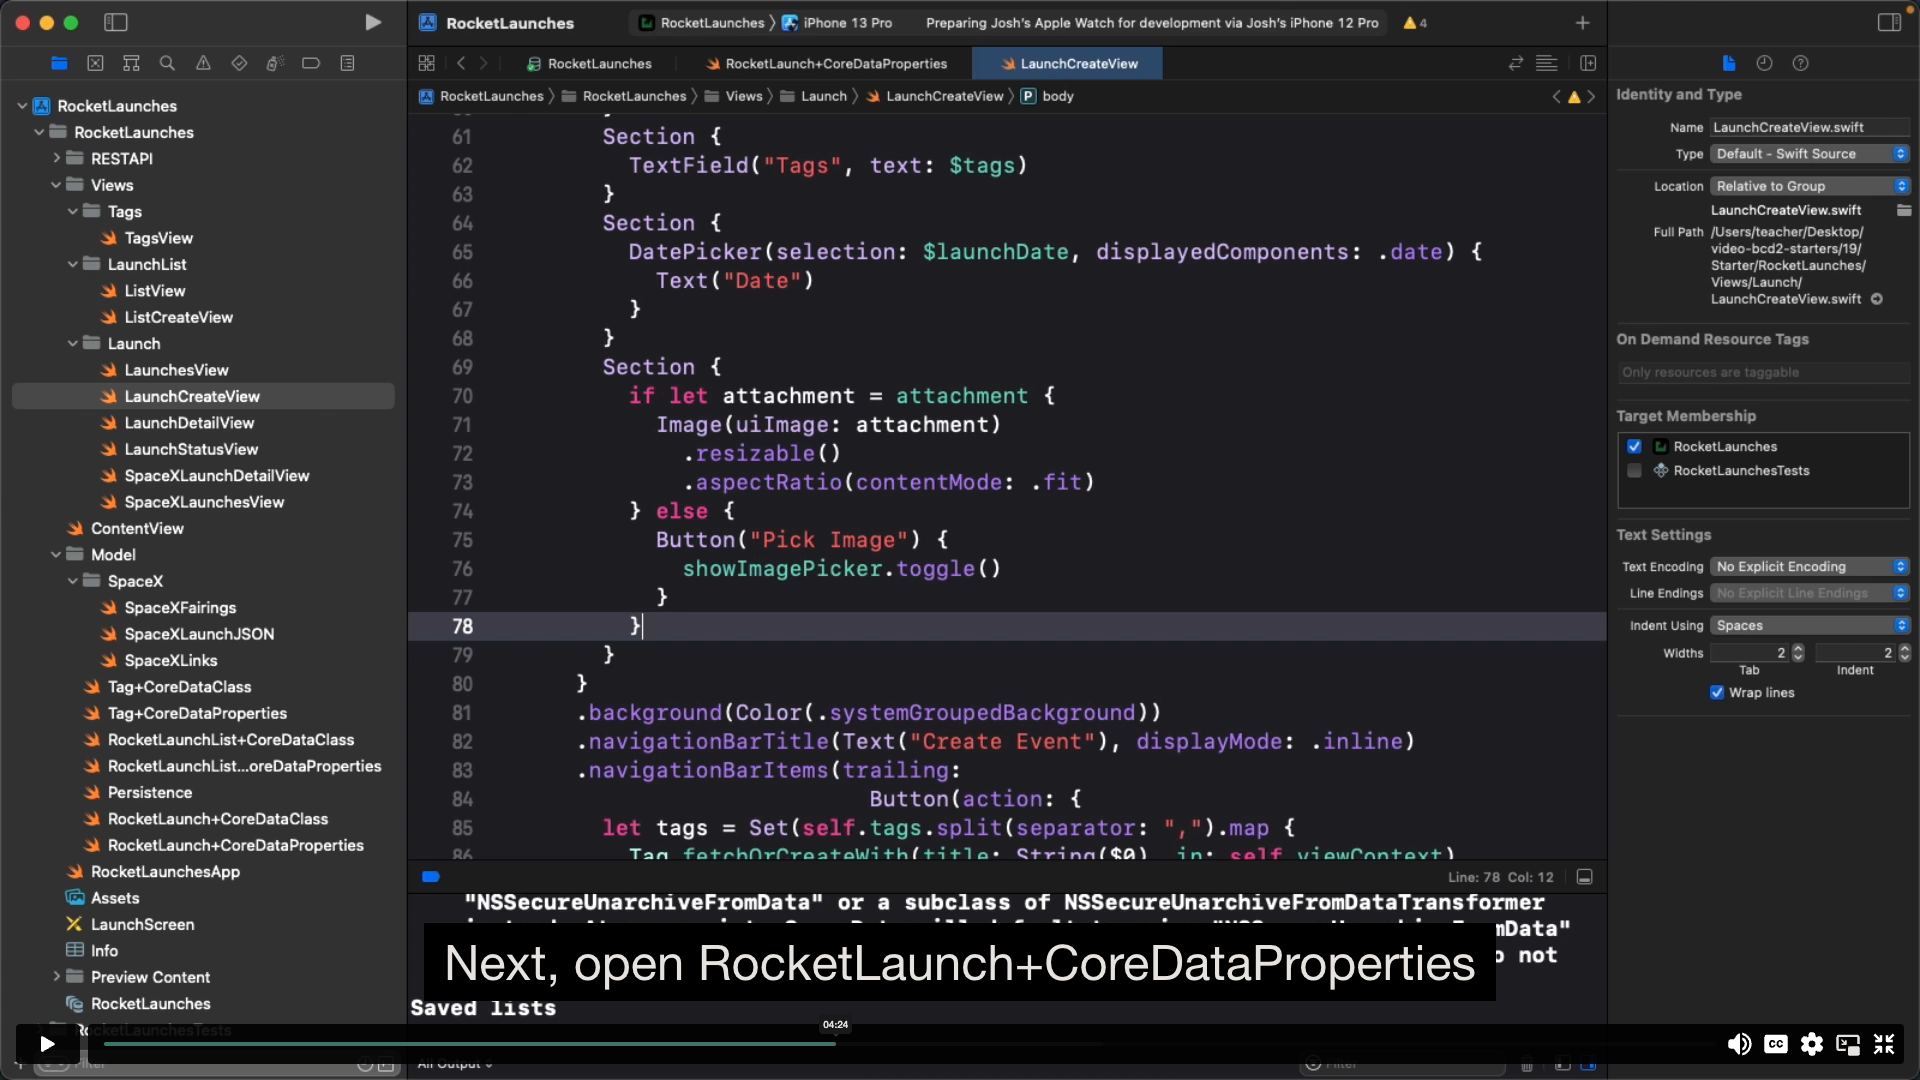 RocketLaunches
RocketLaunches
iPhone 13 Pro
Preparing Josh's Apple Watch for development via Josh's iPhone 12 Pro
4
RocketLaunches
RocketLaunch+CoreDataProperties
LaunchCreateView
RocketLaunches
RocketLaunches
Views
Launch
LaunchCreateView
P
body
RocketLaunches
RocketLaunches
RESTAPI
Views
Tags
TagsView
LaunchList
ListView
ListCreateView
Launch
LaunchesView
LaunchCreateView
LaunchDetailView
LaunchStatusView
SpaceXLaunchDetailView
SpaceXLaunchesView
ContentView
Model
SpaceX
SpaceXFairings
SpaceXLaunchJSON
SpaceXLinks
Tag+CoreDataClass
Tag+CoreDataProperties
RocketLaunchList+CoreDataClass
RocketLaunchList...oreDataProperties
Persistence
RocketLaunch+CoreDataClass
RocketLaunch+CoreDataProperties
RocketLaunchesApp
Assets
LaunchScreen
Info
Preview Content
RocketLaunches
RocketLaunchesTests
Filter
61 Section {
62 TextField("Tags", text: $tags)
63 }
64 Section {
65 DatePicker(selection: $launchDate, displayedComponents: .date) {
66 Text("Date")
67 }
68 }
69 Section {
70 if let attachment = attachment {
71 Image(uiImage: attachment)
72 .resizable()
73 .aspectRatio(contentMode: .fit)
74 } else {
75 Button("Pick Image") {
76 showImagePicker.toggle()
77 }
78 }
79 }
80 }
81 .background(Color(.systemGroupedBackground))
82 .navigationBarTitle(Text("Create Event"), displayMode: .inline)
83 .navigationBarItems(trailing:
84 Button(action: {
85 let tags = Set(self.tags.split(separator: ",").map {
86 Tag.fetchOrCreateWith(title: String($0), in: self.viewContext)
Line: 78 Col: 12
"NSSecureUnarchiveFromData" or a subclass of NSSecureUnarchiveFromDataTransformer
Next, open RocketLaunch+CoreDataProperties
not
Saved lists
04:24
All Output
Filter
CC
Identity and Type
Name LaunchCreateView.swift
Type Default - Swift Source
Location Relative to Group
LaunchCreateView.swift
Full Path /Users/teacher/Desktop/
video-bcd2-starters/19/
Starter/RocketLaunches/
Views/Launch/
LaunchCreateView.swift
On Demand Resource Tags
Only resources are taggable
Target Membership
RocketLaunches
RocketLaunchesTests
Text Settings
Text Encoding No Explicit Encoding
Line Endings No Explicit Line Endings
Indent Using Spaces
Widths 2 2
Tab Indent
Wrap lines